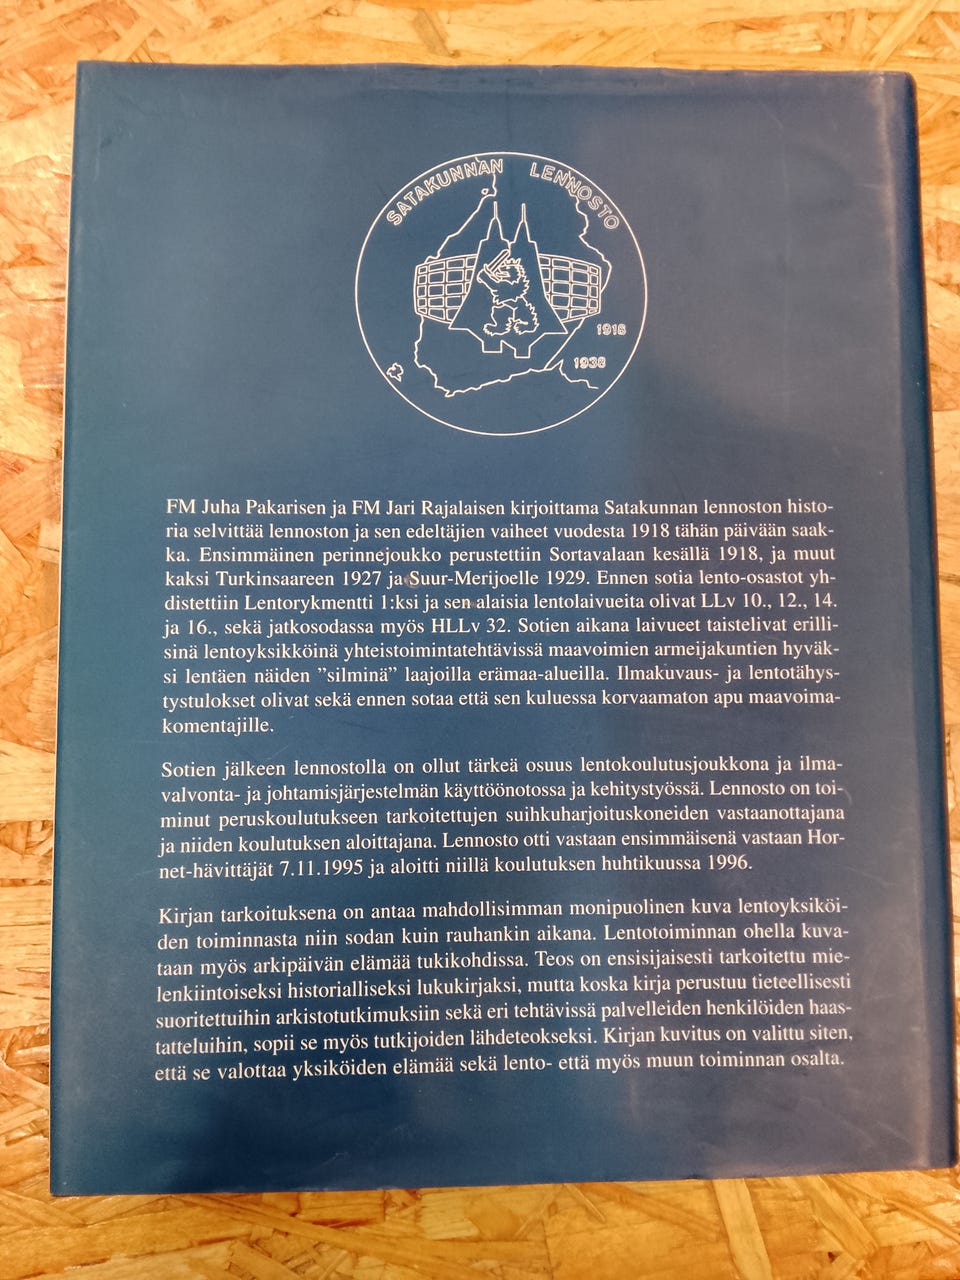 SATAKUNNAN LENNOSTO
1918
1938
FM Juha Pakarisen ja FM Jari Rajalaisen kirjoittama Satakunnan lennoston histo-
ria selvittää lennoston ja sen edeltäjien vaiheet vuodesta 1918 tähän päivään saak-
ka. Ensimmäinen perinnejoukko perustettiin Sortavalaan kesällä 1918, ja muut
kaksi Turkinsaareen 1927 ja Suur-Merijoelle 1929. Ennen sotia lento-osastot yh-
distettiin Lentorykmentti 1:ksi ja sen alaisia lentolaivueita olivat LLv 10., 12., 14.
ja 16., sekä jatkosodassa myös HLLv 32. Sotien aikana laivueet taistelivat erilli-
sinä lentoyksikköinä yhteistoimintatehtävissä maavoimien armeijakuntien hyväk-
si lentäen näiden ”silminä” laajoilla erämaa-alueilla. Ilmakuvaus- ja lentotähys-
tystulokset olivat sekä ennen sotaa että sen kuluessa korvaamaton apu maavoima-
komentajille.
Sotien jälkeen lennostolla on ollut tärkeä osuus lentokoulutusjoukkona ja ilma-
valvonta- ja johtamisjärjestelmän käyttöönotossa ja kehitystyössä. Lennosto on toi-
minut peruskoulutukseen tarkoitettujen suihkuharjoituskoneiden vastaanottajana
ja niiden koulutuksen aloittajana. Lennosto otti vastaan ensimmäisenä vastaan Hor-
net-hävittäjät 7.11.1995 ja aloitti niillä koulutuksen huhtikuussa 1996.
Kirjan tarkoituksena on antaa mahdollisimman monipuolinen kuva lentoyksiköi-
den toiminnasta niin sodan kuin rauhankin aikana. Lentotoiminnan ohella kuva-
taan myös arkipäivän elämää tukikohdissa. Teos on ensisijaisesti tarkoitettu mie-
lenkiintoiseksi historialliseksi lukukirjaksi, mutta koska kirja perustuu tieteellisesti
suoritettuihin arkistotutkimuksiin sekä eri tehtävissä palvelleiden henkilöiden haas-
tatteluihin, sopii se myös tutkijoiden lähdeteokseksi. Kirjan kuvitus on valittu siten,
että se valottaa yksiköiden elämää sekä lento- että myös muun toiminnan osalta.